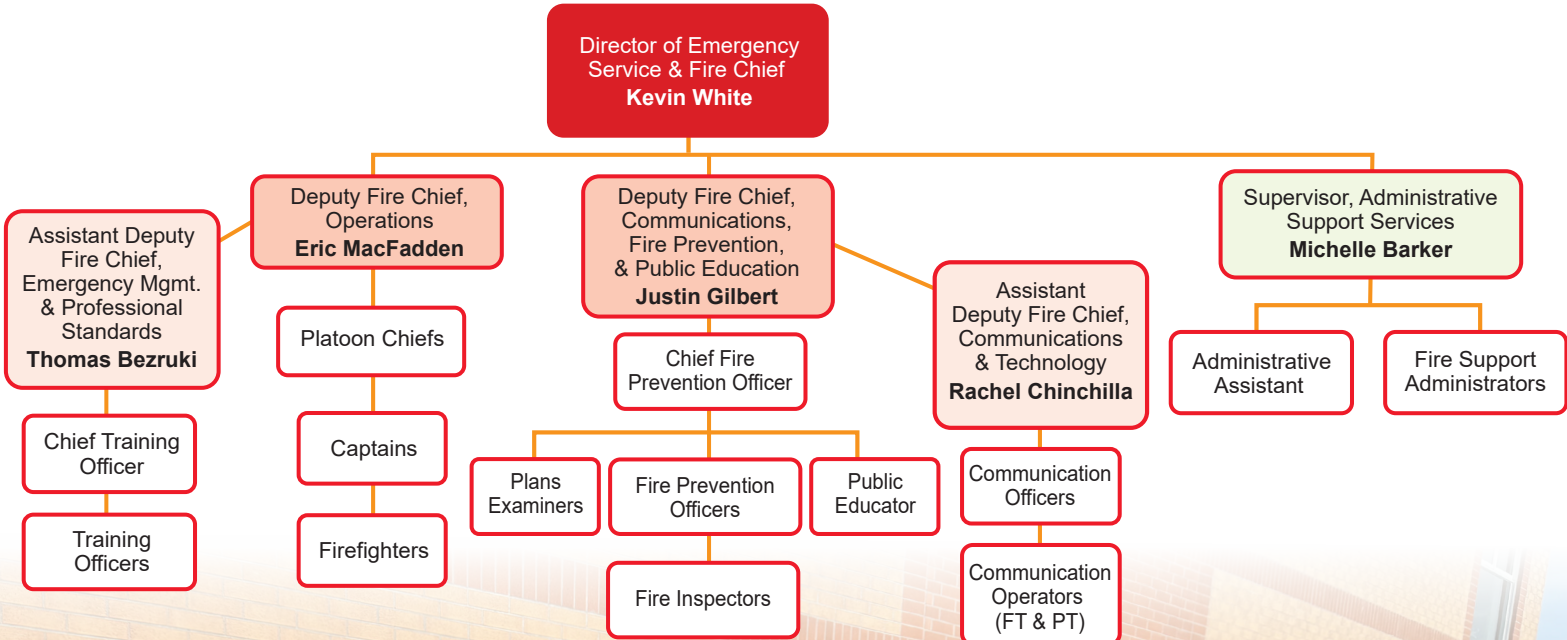 Director of Emergency
Service & Fire Chief
Kevin White
Assistant Deputy
Fire Chief,
Emergency Mgmt.
& Professional
Standards
Thomas Bezruki
Chief Training
Officer
Training
Officers
Deputy Fire Chief,
Operations
Eric MacFadden
Platoon Chiefs
Captains
Firefighters
Deputy Fire Chief,
Communications,
Fire Prevention,
& Public Education
Justin Gilbert
Chief Fire
Prevention Officer
Plans
Examiners
Fire Prevention
Officers
Public
Educator
Fire Inspectors
Assistant
Deputy Fire Chief,
Communications
& Technology
Rachel Chinchilla
Communication
Officers
Communication
Operators
(FT & PT)
Supervisor, Administrative
Support Services
Michelle Barker
Administrative
Assistant
Fire Support
Administrators